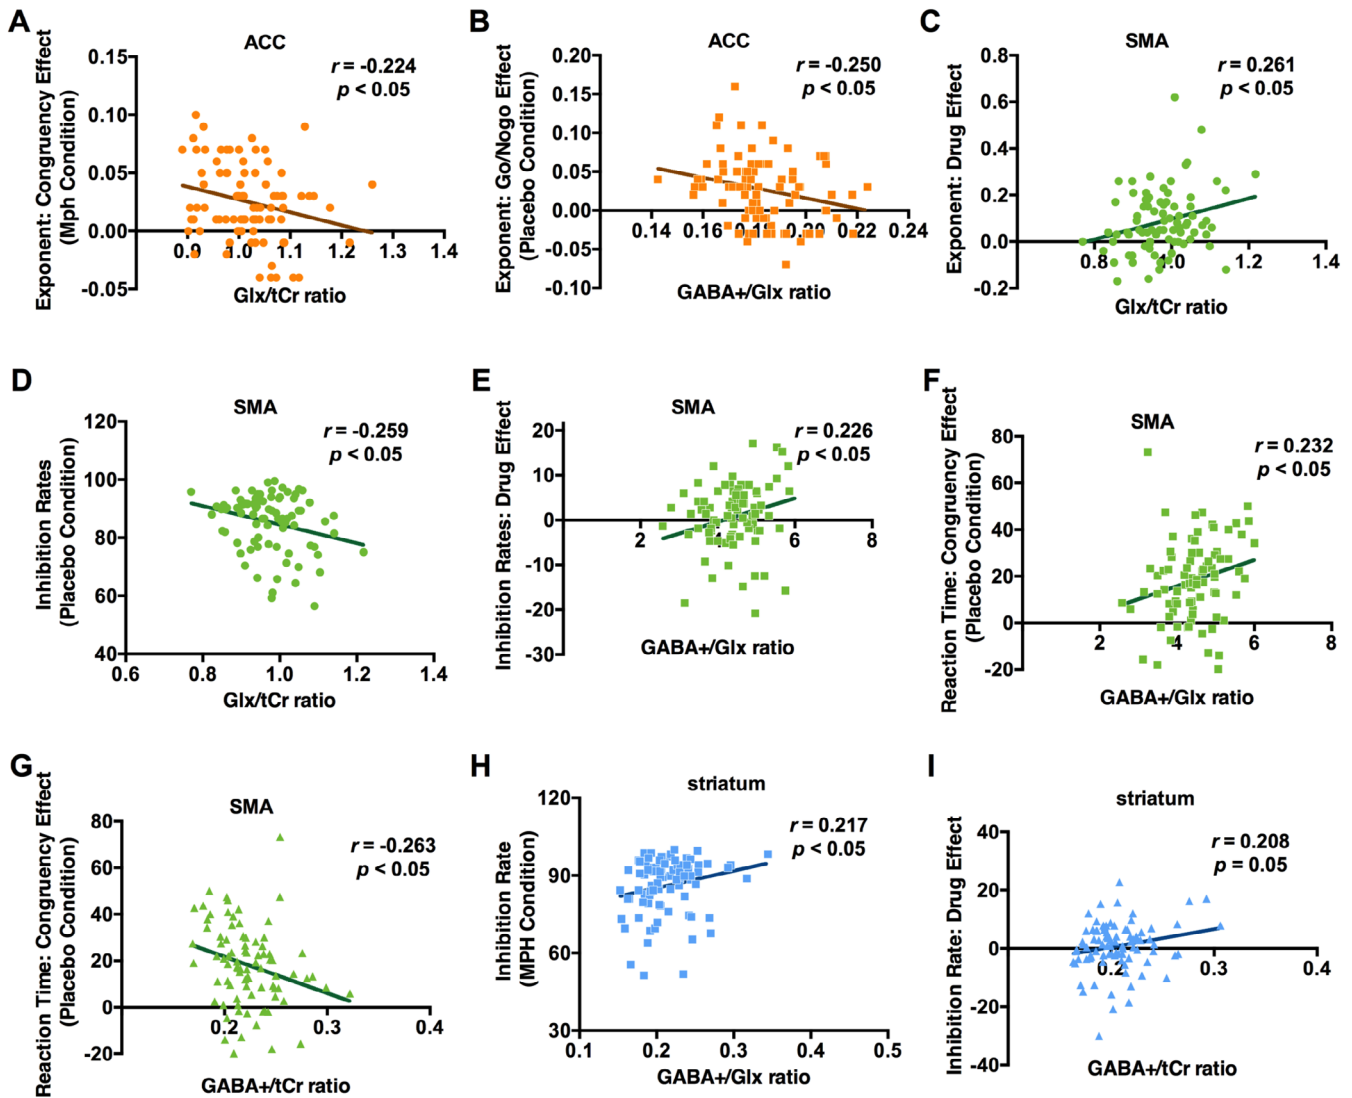 A
ACC
r = -0.224
p < 0.05
Exponent: Congruency Effect
(Mph Condition)
0.15
0.10
0.05
0.00
-0.05
0.9
1.0
1.1
1.2
1.3
1.4
Glx/tCr ratio
B
ACC
r = -0.250
p < 0.05
Exponent: Go/Nogo Effect
(Placebo Condition)
0.20
0.15
0.10
0.05
0.00
-0.05
-0.10
0.14
0.16
0.18
0.20
0.22
0.24
GABA+/Glx ratio
C
SMA
r = 0.261
p < 0.05
Exponent: Drug Effect
0.8
0.6
0.4
0.2
0.0
-0.2
0.8
1.0
1.2
1.4
Glx/tCr ratio
D
SMA
r = -0.259
p < 0.05
Inhibition Rates
(Placebo Condition)
120
100
80
60
40
0.6
0.8
1.0
1.2
1.4
Glx/tCr ratio
E
SMA
r = 0.226
p < 0.05
Inhibition Rates: Drug Effect
20
10
0
-10
-20
-30
2
4
6
8
GABA+/Glx ratio
F
SMA
r = 0.232
p < 0.05
Reaction Time: Congruency Effect
(Placebo Condition)
80
60
40
20
0
-20
2
4
6
8
GABA+/Glx ratio
G
SMA
r = -0.263
p < 0.05
Reaction Time: Congruency Effect
(Placebo Condition)
80
60
40
20
0
-20
0.2
0.3
0.4
GABA+/tCr ratio
H
striatum
r = 0.217
p < 0.05
Inhibition Rate
(MPH Condition)
120
90
60
30
0.1
0.2
0.3
0.4
0.5
GABA+/Glx ratio
I
striatum
r = 0.208
p = 0.05
Inhibition Rate: Drug Effect
40
20
0
-20
-40
0.2
0.3
0.4
GABA+/tCr ratio